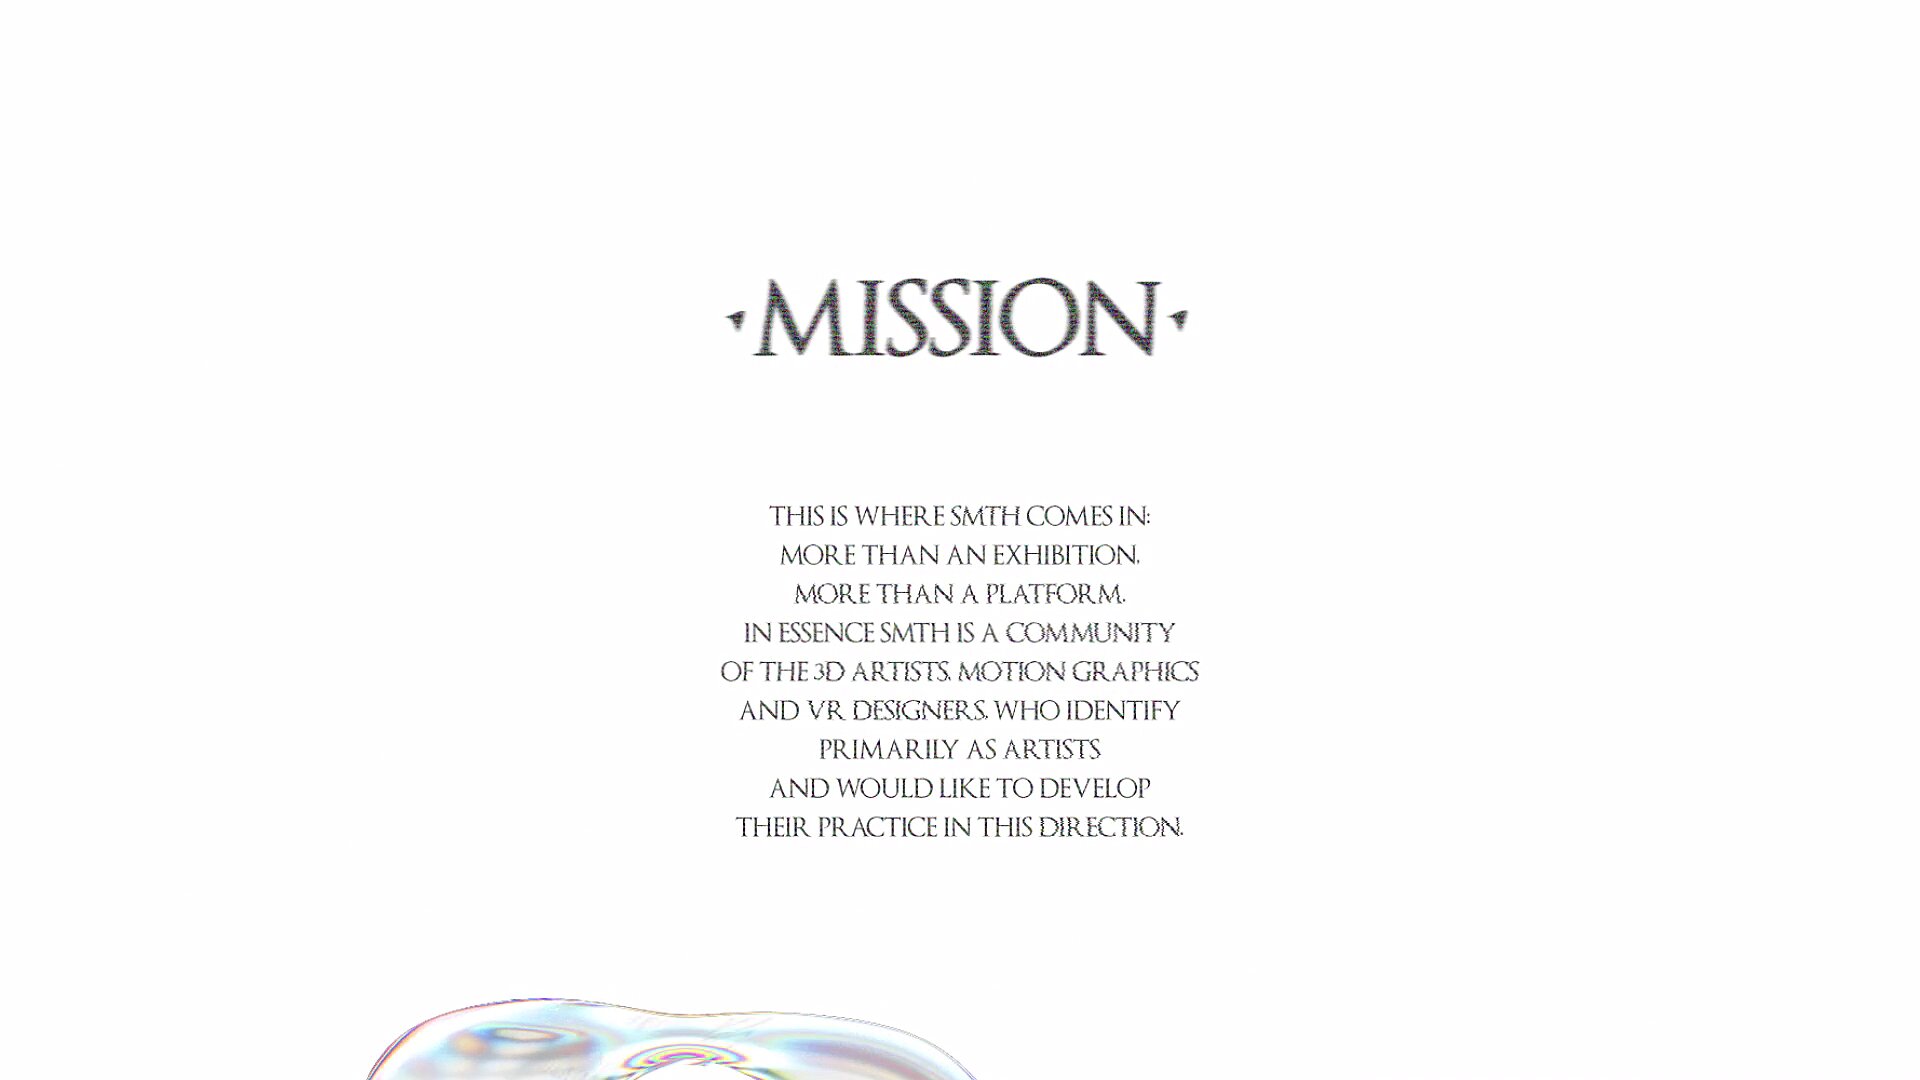 ·MISSION·
THIS IS WHERE SMTH COMES IN:
MORE THAN AN EXHIBITION,
MORE THAN A PLATFORM.
IN ESSENCE SMTH IS A COMMUNITY
OF THE 3D ARTISTS, MOTION GRAPHICS
AND VR DESIGNERS, WHO IDENTIFY
PRIMARILY AS ARTISTS
AND WOULD LIKE TO DEVELOP
THEIR PRACTICE IN THIS DIRECTION.